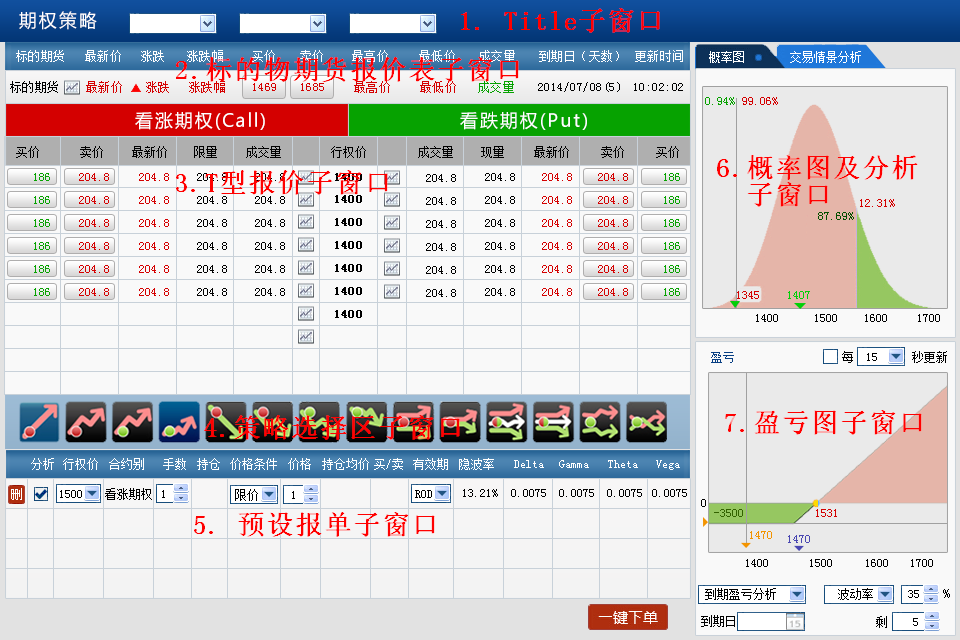 期权策略
1. Title子窗口
标的期货 最新价 涨跌 涨跌幅 买价 卖价 最高价 最低价 成交量 到期日（天数） 更新时间
2.标的物期货报价表子窗口
标的期货 最新价 ▲涨跌 涨跌幅 1469 1685 最高价 最低价 成交量 2014/07/08(5) 10:02:02
看涨期权(Call) 看跌期权(Put)
买价 卖价 最新价 限量 成交量 行权价 成交量 现量 最新价 卖价 买价
186 204.8 204.8 204.8 204.8 1400 204.8 204.8 204.8 204.8 186
3.T型报价子窗口
186 204.8 204.8 204.8 204.8 1400 204.8 204.8 204.8 204.8 186
186 204.8 204.8 204.8 204.8 1400 204.8 204.8 204.8 204.8 186
186 204.8 204.8 204.8 204.8 1400 204.8 204.8 204.8 204.8 186
186 204.8 204.8 204.8 204.8 1400 204.8 204.8 204.8 204.8 186
186 204.8 204.8 204.8 204.8 1400 204.8 204.8 204.8 204.8 186
1400
4.策略选择区子窗口
分析 行权价 合约别 手数 持仓 价格条件 价格 持仓均价 买/卖 有效期 隐波率 Delta Gamma Theta Vega
删 1500 看涨期权 1 限价 1 ROD 13.21% 0.0075 0.0075 0.0075 0.0075
5. 预设报单子窗口
一键下单
概率图 交易情景分析
0.94% 99.06%
6.概率图及分析
子窗口
12.31%
87.69%
1345 1407
1400 1500 1600 1700
盈亏 每 15 秒更新
7.盈亏图子窗口
0
-3500 1531
1470 1470
1400 1500 1600 1700
到期盈亏分析 波动率 35 %
到期日 15 剩 5